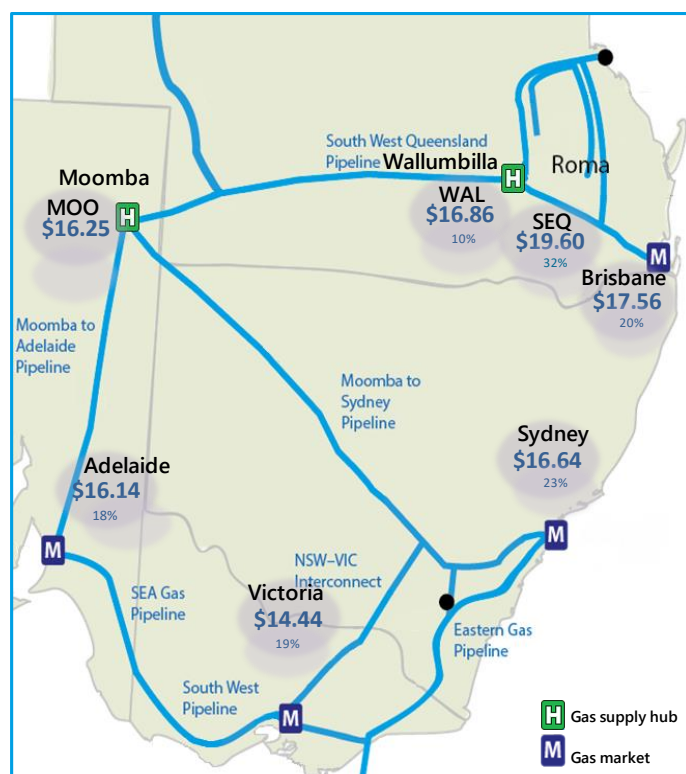 South West Queensland
Pipeline
Wallumbilla
Roma
Moomba
MOO
$16.25
WAL
$16.86
10%
SEQ
$19.60
32%
Brisbane
$17.56
20%
Moomba to
Adelaide
Pipeline
Moomba to
Sydney
Pipeline
Sydney
$16.64
23%
Adelaide
$16.14
18%
NSW–VIC
Interconnect
SEA Gas
Pipeline
Victoria
$14.44
19%
Eastern Gas
Pipeline
South West
Pipeline
H
H
M
M
M
M
H Gas supply hub
M Gas market